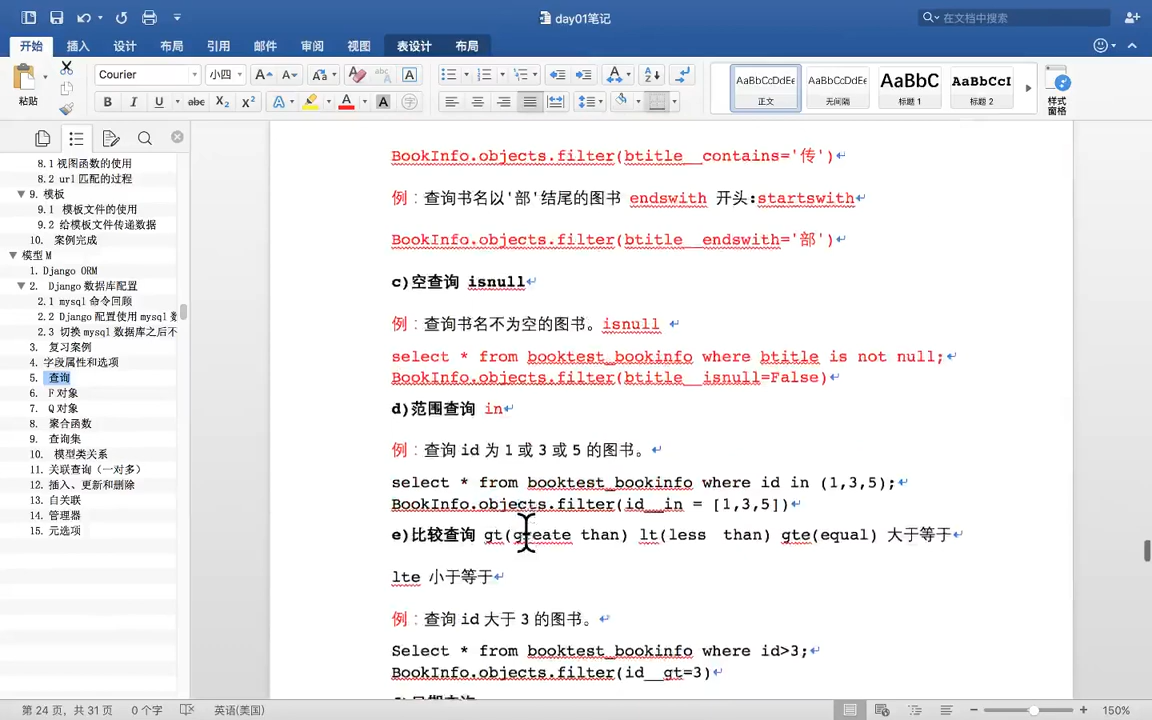 day01笔记
在文档中搜索
开始 插入 设计 布局 引用 邮件 审阅 视图 表设计 布局
粘贴
Courier 小四
AaBbCcDdEe 正文
AaBbCcDdEe 无间隔
AaBbC 标题 1
AaBbCcI 标题 2
样式窗格
8.1 视图函数的使用
8.2 url 匹配的过程
9. 模板
9.1 模板文件的使用
9.2 给模板文件传递数据
10. 案例完成
模型 M
1. Django ORM
2. Django 数据库配置
2.1 mysql 命令回顾
2.2 Django 配置使用 mysql 数
2.3 切换 mysql 数据库之后不
3. 复习案例
4. 字段属性和选项
5. 查询
6. F 对象
7. Q 对象
8. 聚合函数
9. 查询集
10. 模型类关系
11. 关联查询（一对多）
12. 插入、更新和删除
13. 自关联
14. 管理器
15. 元选项
BookInfo.objects.filter(btitle__contains='传')
例：查询书名以'部'结尾的图书 endswith 开头:startswith
BookInfo.objects.filter(btitle__endswith='部')
c)空查询 isnull
例：查询书名不为空的图书。isnull
select * from booktest_bookinfo where btitle is not null;
BookInfo.objects.filter(btitle__isnull=False)
d)范围查询 in
例：查询 id 为 1 或 3 或 5 的图书。
select * from booktest_bookinfo where id in (1,3,5);
BookInfo.objects.filter(id__in = [1,3,5])
e)比较查询 gt(greate than) lt(less than) gte(equal) 大于等于
lte 小于等于
例：查询 id 大于 3 的图书。
Select * from booktest_bookinfo where id>3;
BookInfo.objects.filter(id__gt=3)
第 24 页，共 31 页 0 个字 英语(美国) 150%